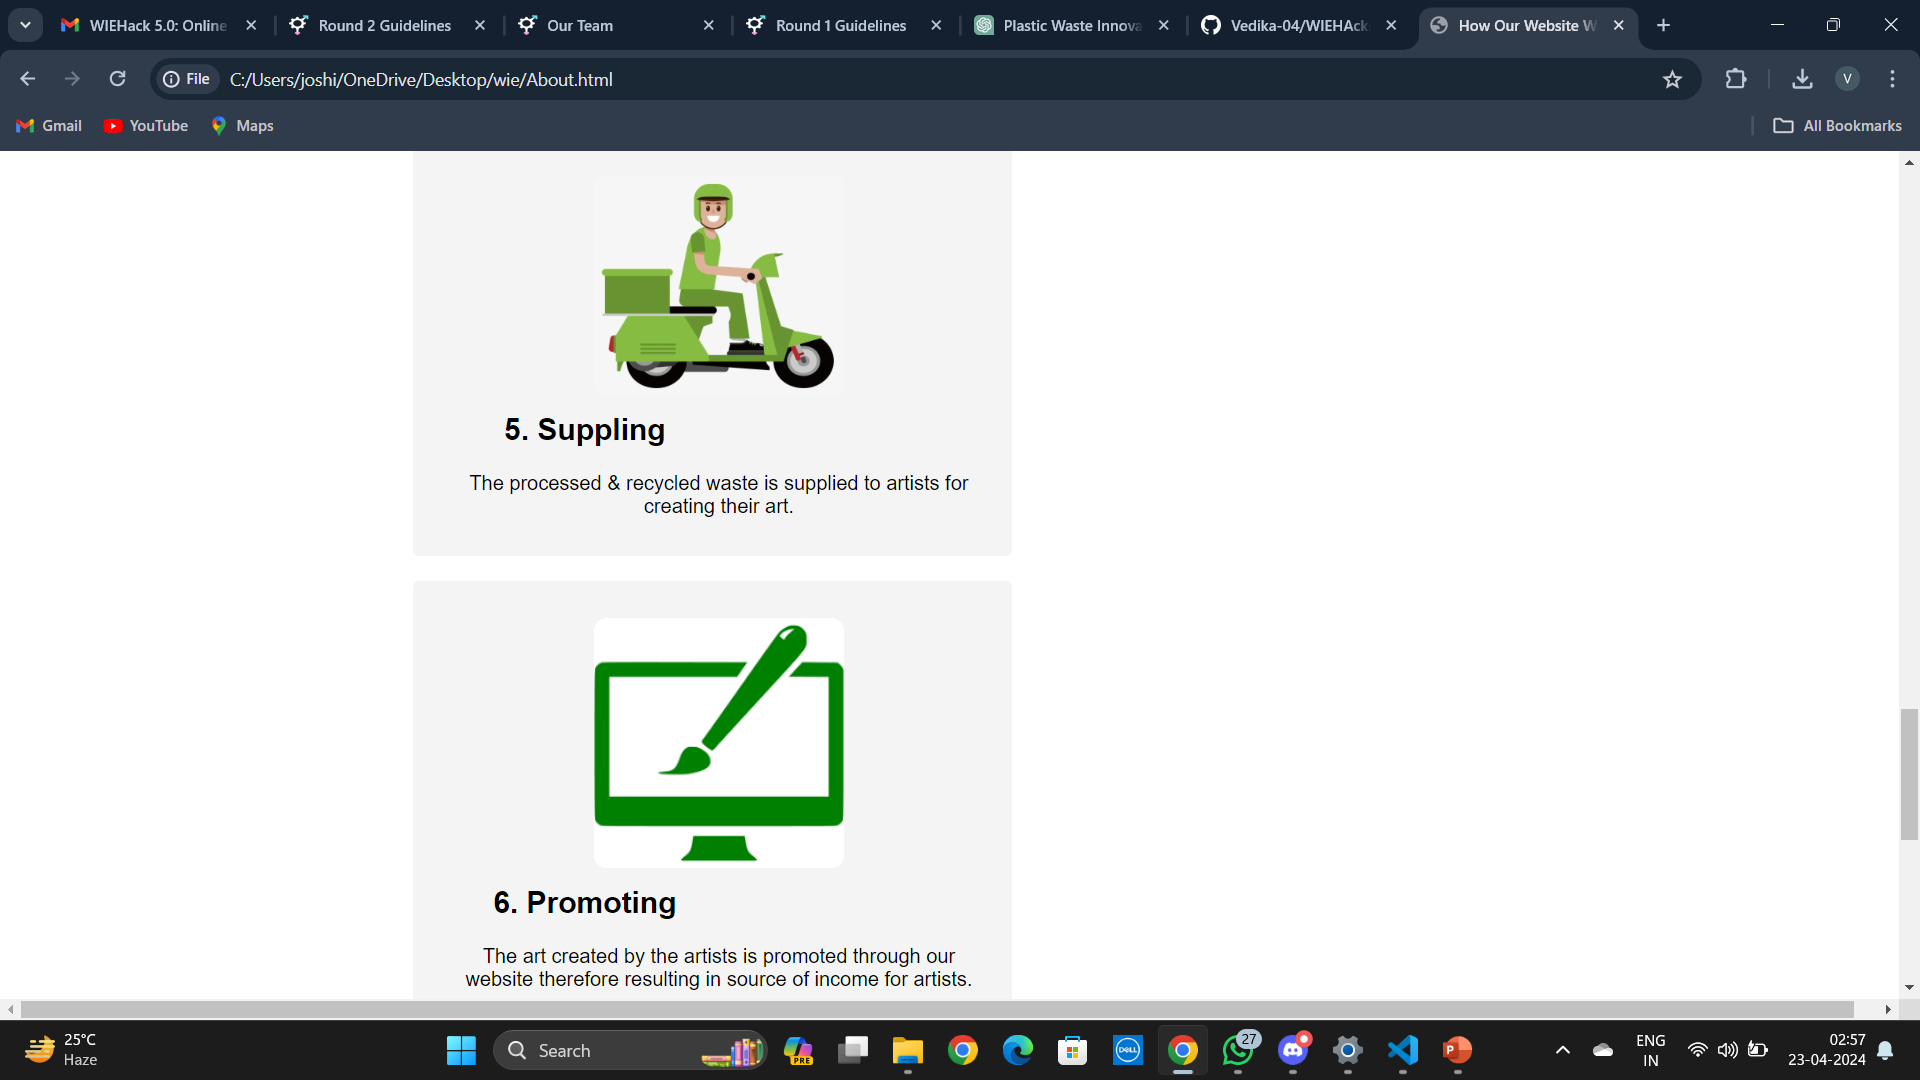 WIEHack 5.0: Online
Round 2 Guidelines
Our Team
Round 1 Guidelines
Plastic Waste Innova
Vedika-04/WIEHAck
How Our Website W
File
C:/Users/joshi/OneDrive/Desktop/wie/About.html
V
Gmail
YouTube
Maps
All Bookmarks
5. Suppling
The processed & recycled waste is supplied to artists for
creating their art.
6. Promoting
The art created by the artists is promoted through our
website therefore resulting in source of income for artists.
25°C
Haze
Search
PRE
DELL
27
P
ENG
IN
02:57
23-04-2024